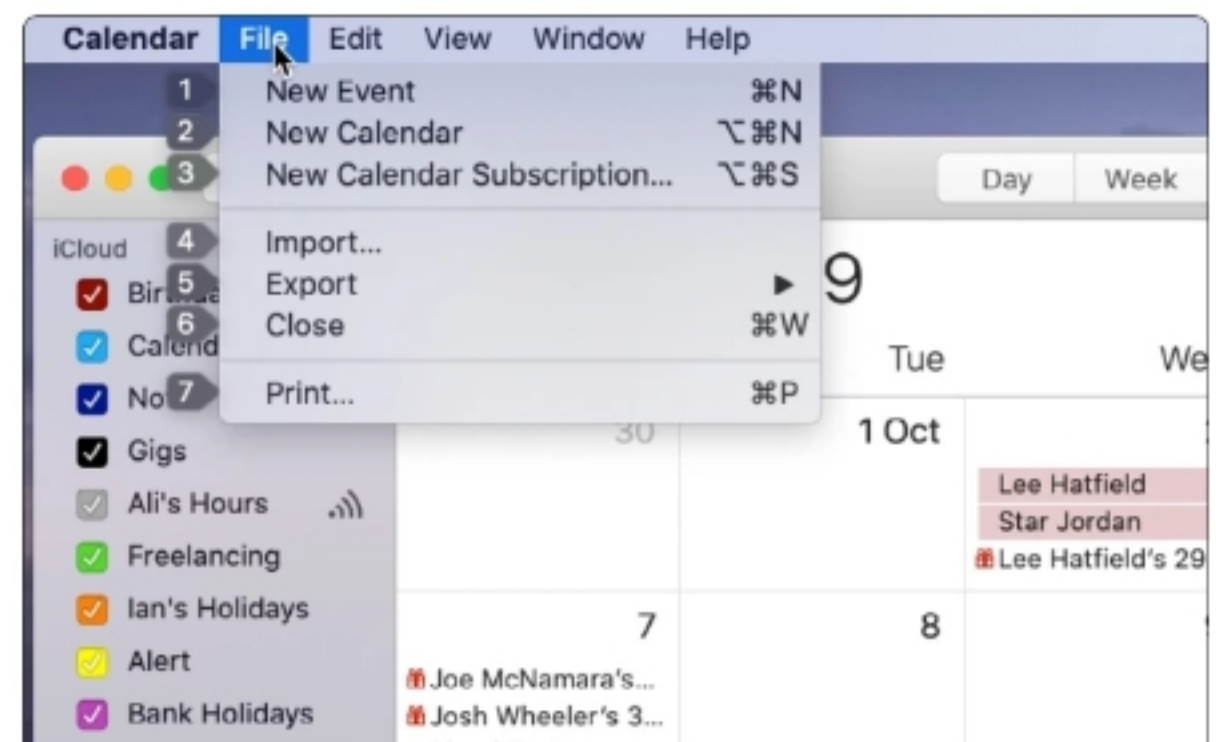 Calendar File Edit View Window Help
1 New Event ⌘N
2 New Calendar ⌥⌘N
3 New Calendar Subscription... ⌥⌘S
Day Week
4 Import...
5 Export ▶
6 Close ⌘W
7 Print... ⌘P
iCloud
Gigs
Ali's Hours
Freelancing
Ian's Holidays
Alert
Bank Holidays
9
Tue
30 1 Oct
Lee Hatfield
Star Jordan
Lee Hatfield's 29
7 8
Joe McNamara's...
Josh Wheeler's 3...